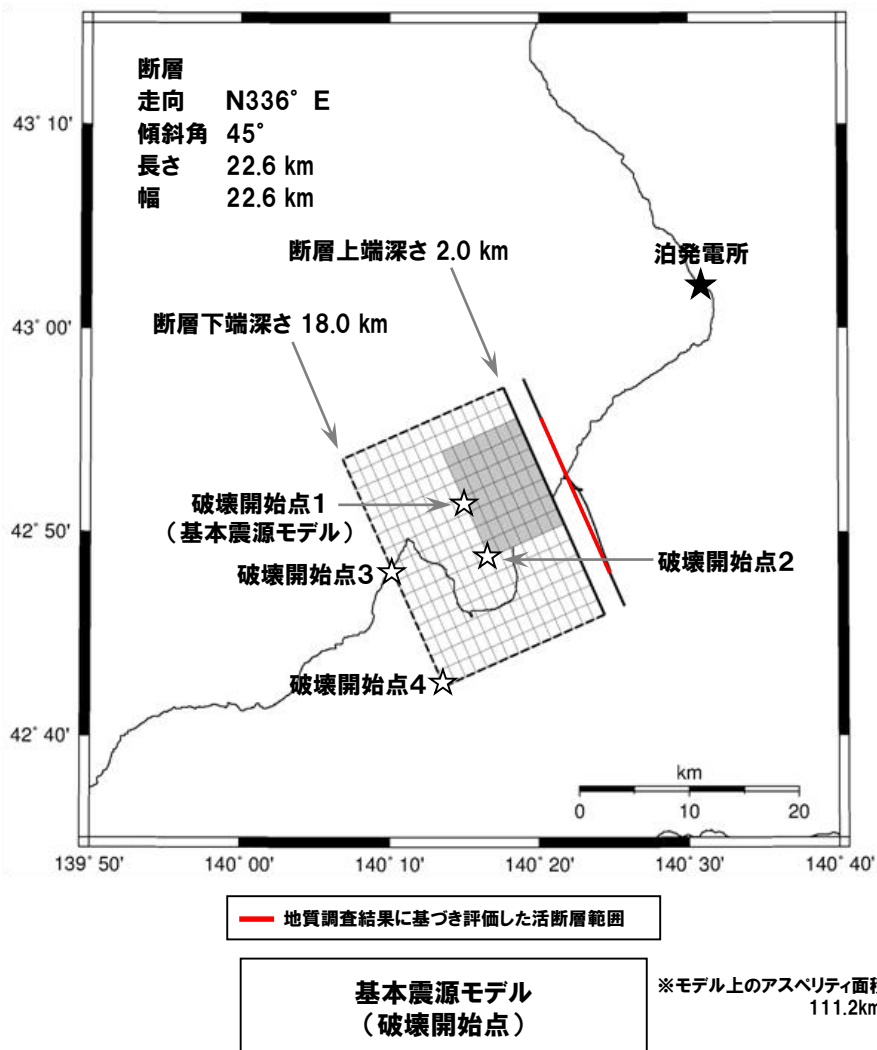 断層
走向 N336° E
傾斜角 45°
長さ 22.6 km
幅 22.6 km
43° 10'
断層上端深さ 2.0 km
泊発電所
断層下端深さ 18.0 km
43° 00'
破壊開始点1
(基本震源モデル)
42° 50'
破壊開始点2
破壊開始点3
破壊開始点4
42° 40'
km
0 10 20
139° 50' 140° 00' 140° 10' 140° 20' 140° 30' 140° 40'
地質調査結果に基づき評価した活断層範囲
基本震源モデル
(破壊開始点)
※モデル上のアスペリティ面積
111.2km